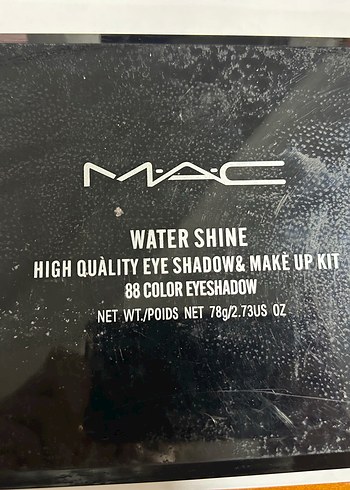 M·A·C
WATER SHINE
HIGH QUALITY EYE SHADOW& MAKE UP KIT
88 COLOR EYESHADOW
NET WT./POIDS NET 78g/2.73US OZ